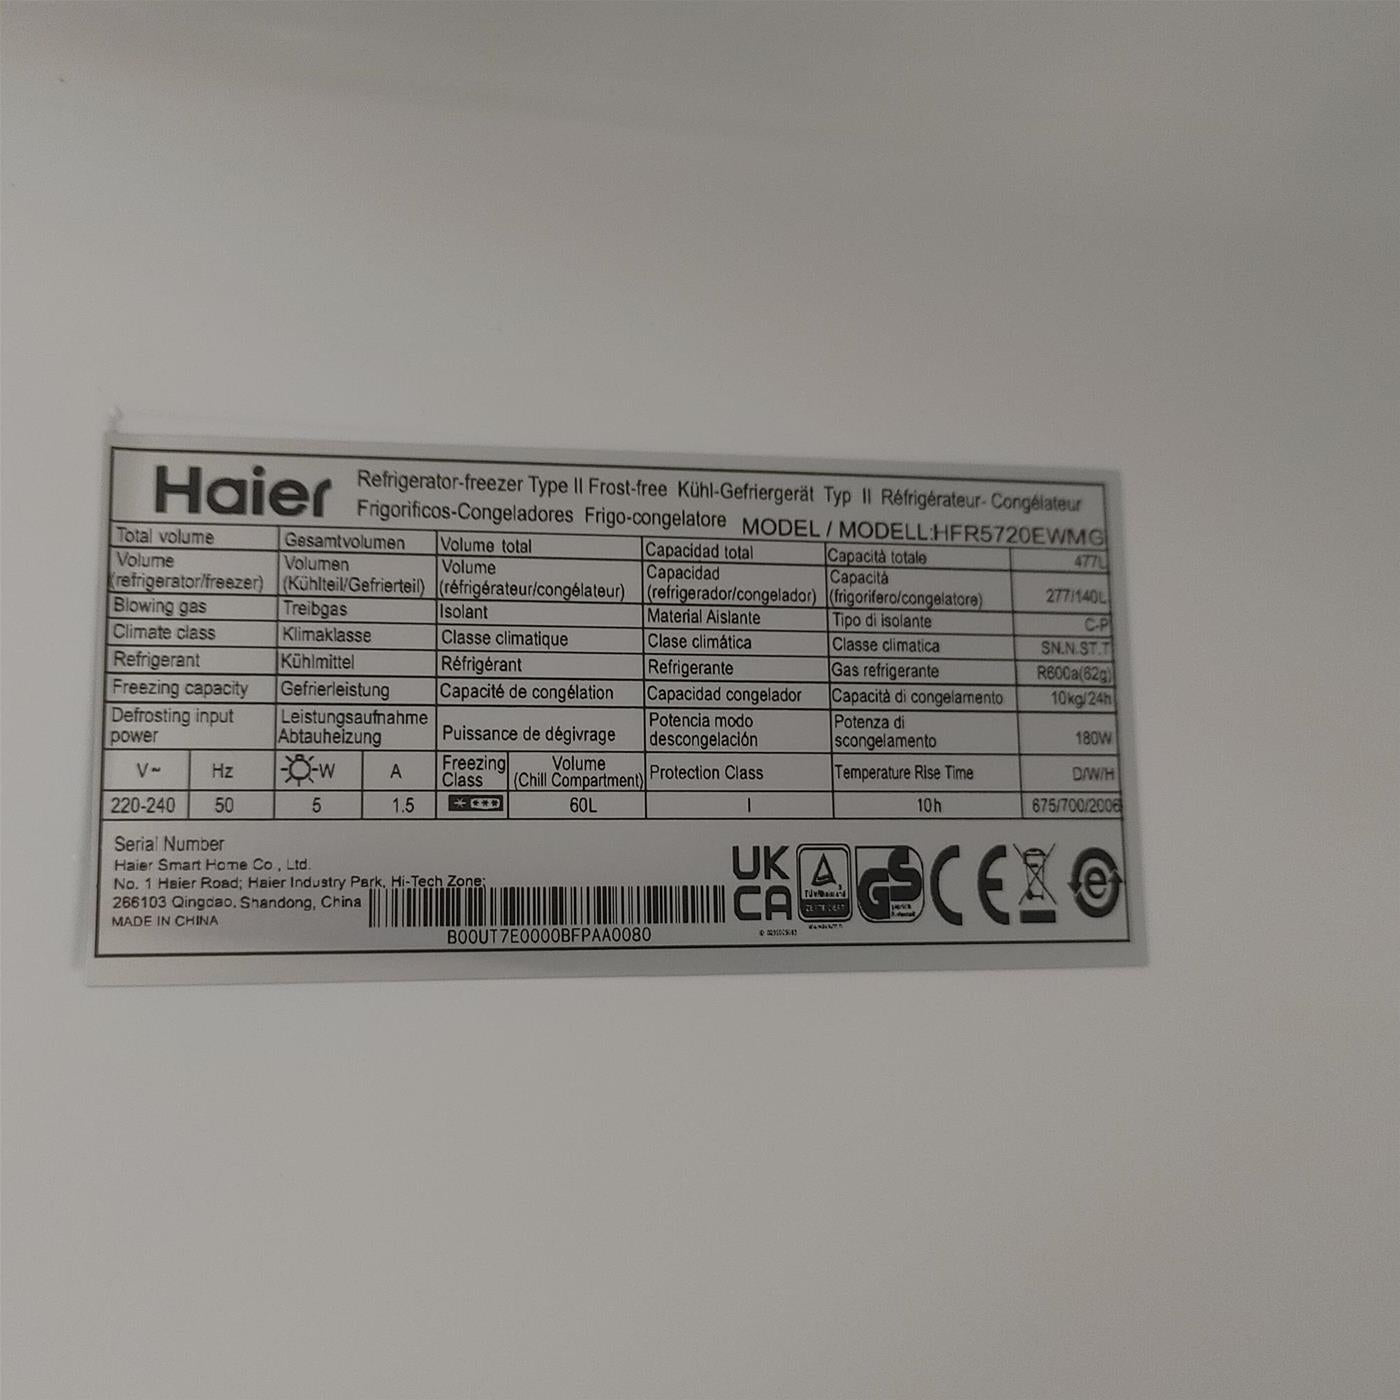 Haier
Refrigerator-freezer Type II Frost-free Kühl-Gefriergerät Typ II Réfrigérateur- Congélateur
Frigorificos-Congeladores Frigo-congelatore MODEL / MODELL:HFR5720EWMG
Total volume Gesamtvolumen Volume total Capacidad total Capacità totale 477L
Volume (refrigerator/freezer) Volumen (Kühlteil/Gefrierteil) Volume (réfrigérateur/congélateur) Capacidad (refrigerador/congelador) Capacità (frigorifero/congelatore) 277/140L
Blowing gas Treibgas Isolant Material Aislante Tipo di isolante C-P
Climate class Klimaklasse Classe climatique Clase climática Classe climatica SN.N.ST.T
Refrigerant Kühlmittel Réfrigérant Refrigerante Gas refrigerante R600a(62g)
Freezing capacity Gefrierleistung Capacité de congélation Capacidad congelador Capacità di congelamento 10kg/24h
Defrosting input power Leistungsaufnahme Abtauheizung Puissance de dégivrage Potencia modo descongelación Potenza di scongelamento 180W
V~ Hz -W A Freezing Class Volume (Chill Compartment) Protection Class Temperature Rise Time D/W/H
220-240 50 5 1.5 60L I 10h 675/700/2006
Serial Number
Haier Smart Home Co., Ltd.
No. 1 Haier Road; Haier Industry Park, Hi-Tech Zone;
266103 Qingdao, Shandong, China
MADE IN CHINA
B00UT7E0000BFPAA0080
UK
CA
GS
CE
e